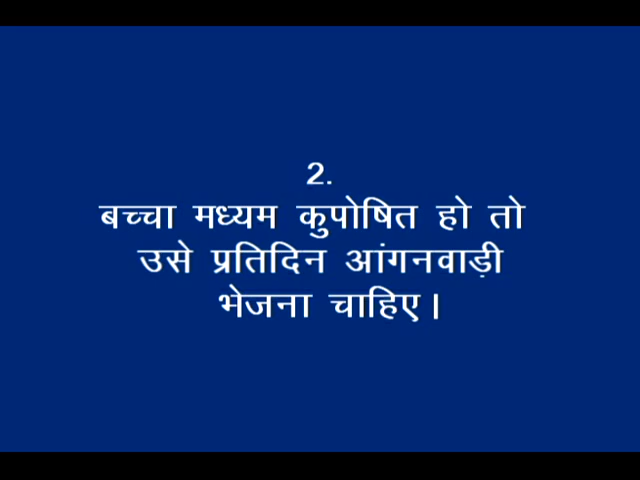 2.
बच्चा मध्यम कुपोषित हो तो
उसे प्रतिदिन आंगनवाड़ी
भेजना चाहिए।